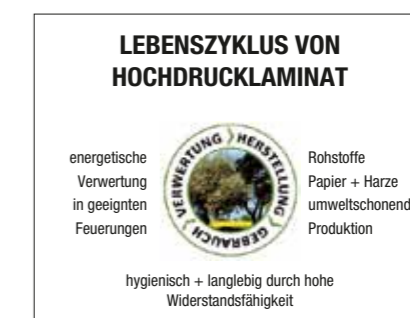 LEBENSZYKLUS VON
HOCHDRUCKLAMINAT
energetische
Verwertung
in geeignten
Feuerungen
VERWERTUNG
HERSTELLUNG
GEBRAUCH
Rohstoffe
Papier + Harze
umweltschonend
Produktion
hygienisch + langlebig durch hohe
Widerstandsfähigkeit